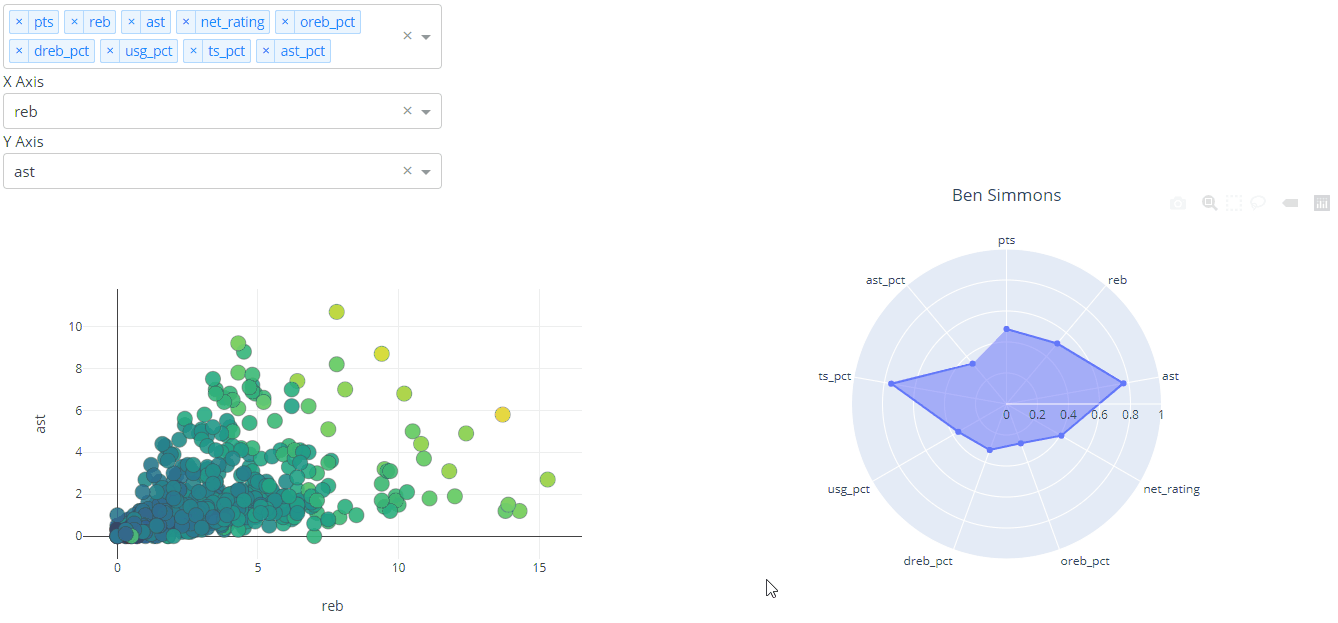 × pts × reb × ast × net_rating × oreb_pct
× dreb_pct × usg_pct × ts_pct × ast_pct
X Axis
reb
Y Axis
ast
10
8
6
4
2
0
ast
0 5 10 15
reb
Ben Simmons
pts
ast_pct reb
ts_pct ast
0 0.2 0.4 0.6 0.8 1
usg_pct net_rating
dreb_pct oreb_pct